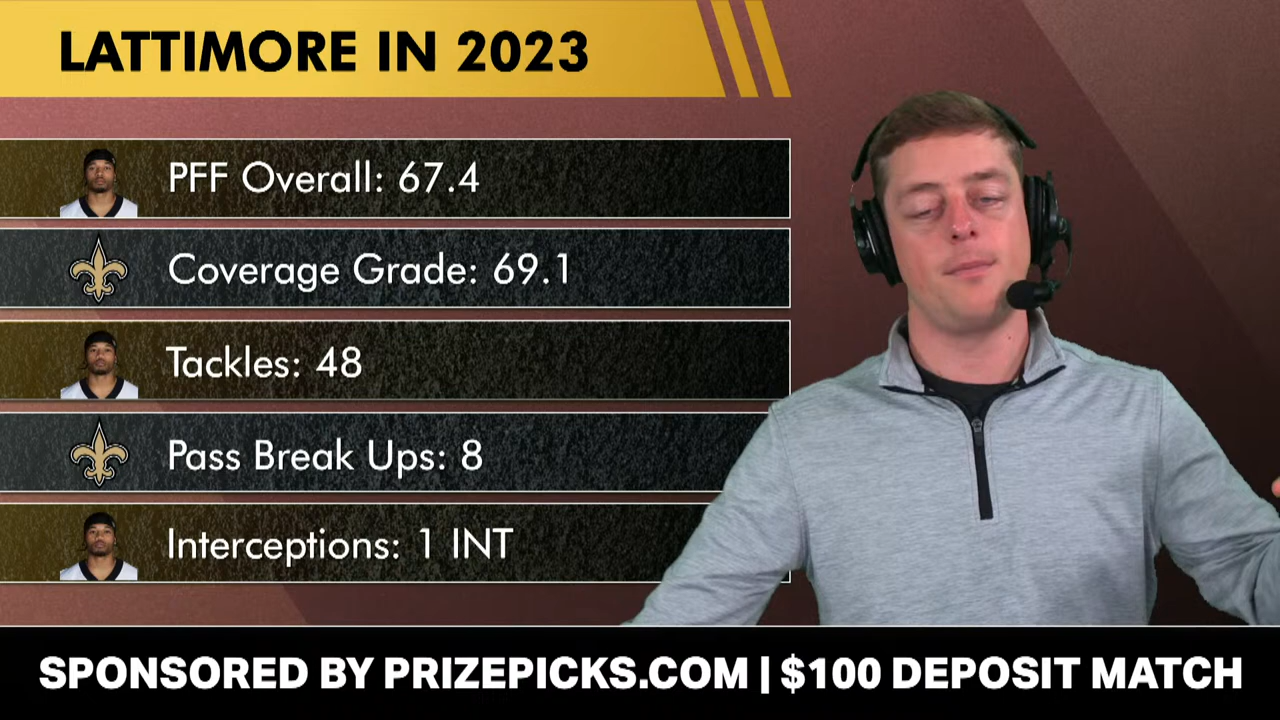 LATTIMORE IN 2023
PFF Overall: 67.4
Coverage Grade: 69.1
Tackles: 48
Pass Break Ups: 8
Interceptions: 1 INT
SPONSORED BY PRIZEPICKS.COM | $100 DEPOSIT MATCH